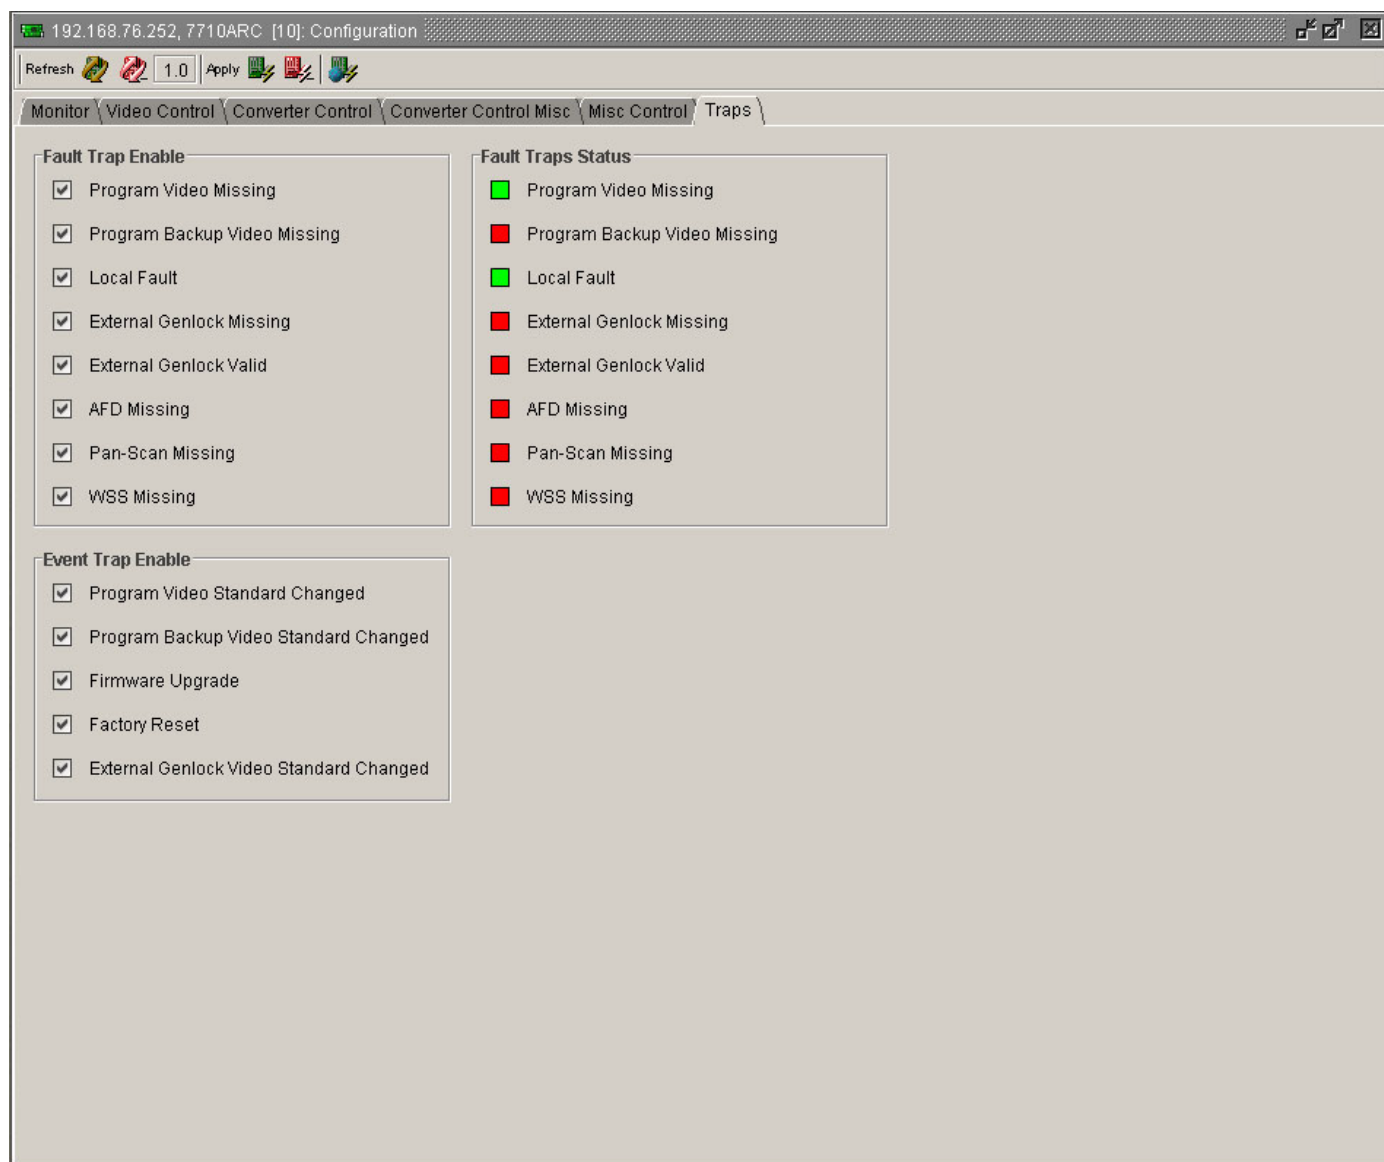 192.168.76.252, 7710ARC [10]: Configuration
Refresh 1.0 Apply
Monitor Video Control Converter Control Converter Control Misc Misc Control Traps
Fault Trap Enable
Program Video Missing
Program Backup Video Missing
Local Fault
External Genlock Missing
External Genlock Valid
AFD Missing
Pan-Scan Missing
WSS Missing
Fault Traps Status
Program Video Missing
Program Backup Video Missing
Local Fault
External Genlock Missing
External Genlock Valid
AFD Missing
Pan-Scan Missing
WSS Missing
Event Trap Enable
Program Video Standard Changed
Program Backup Video Standard Changed
Firmware Upgrade
Factory Reset
External Genlock Video Standard Changed